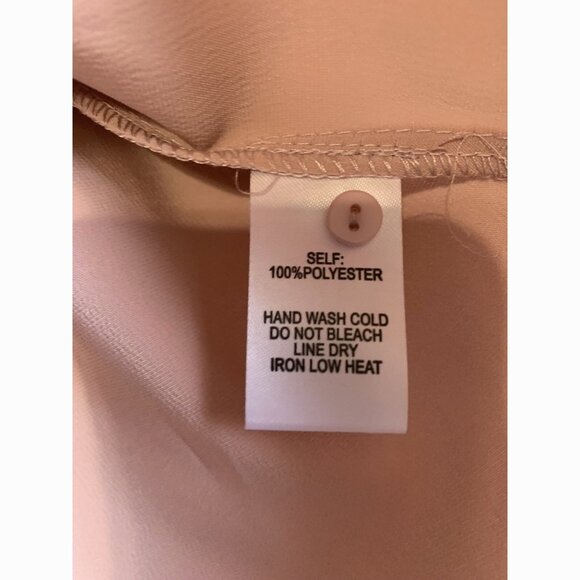 SELF:
100%POLYESTER
HAND WASH COLD
DO NOT BLEACH
LINE DRY
IRON LOW HEAT